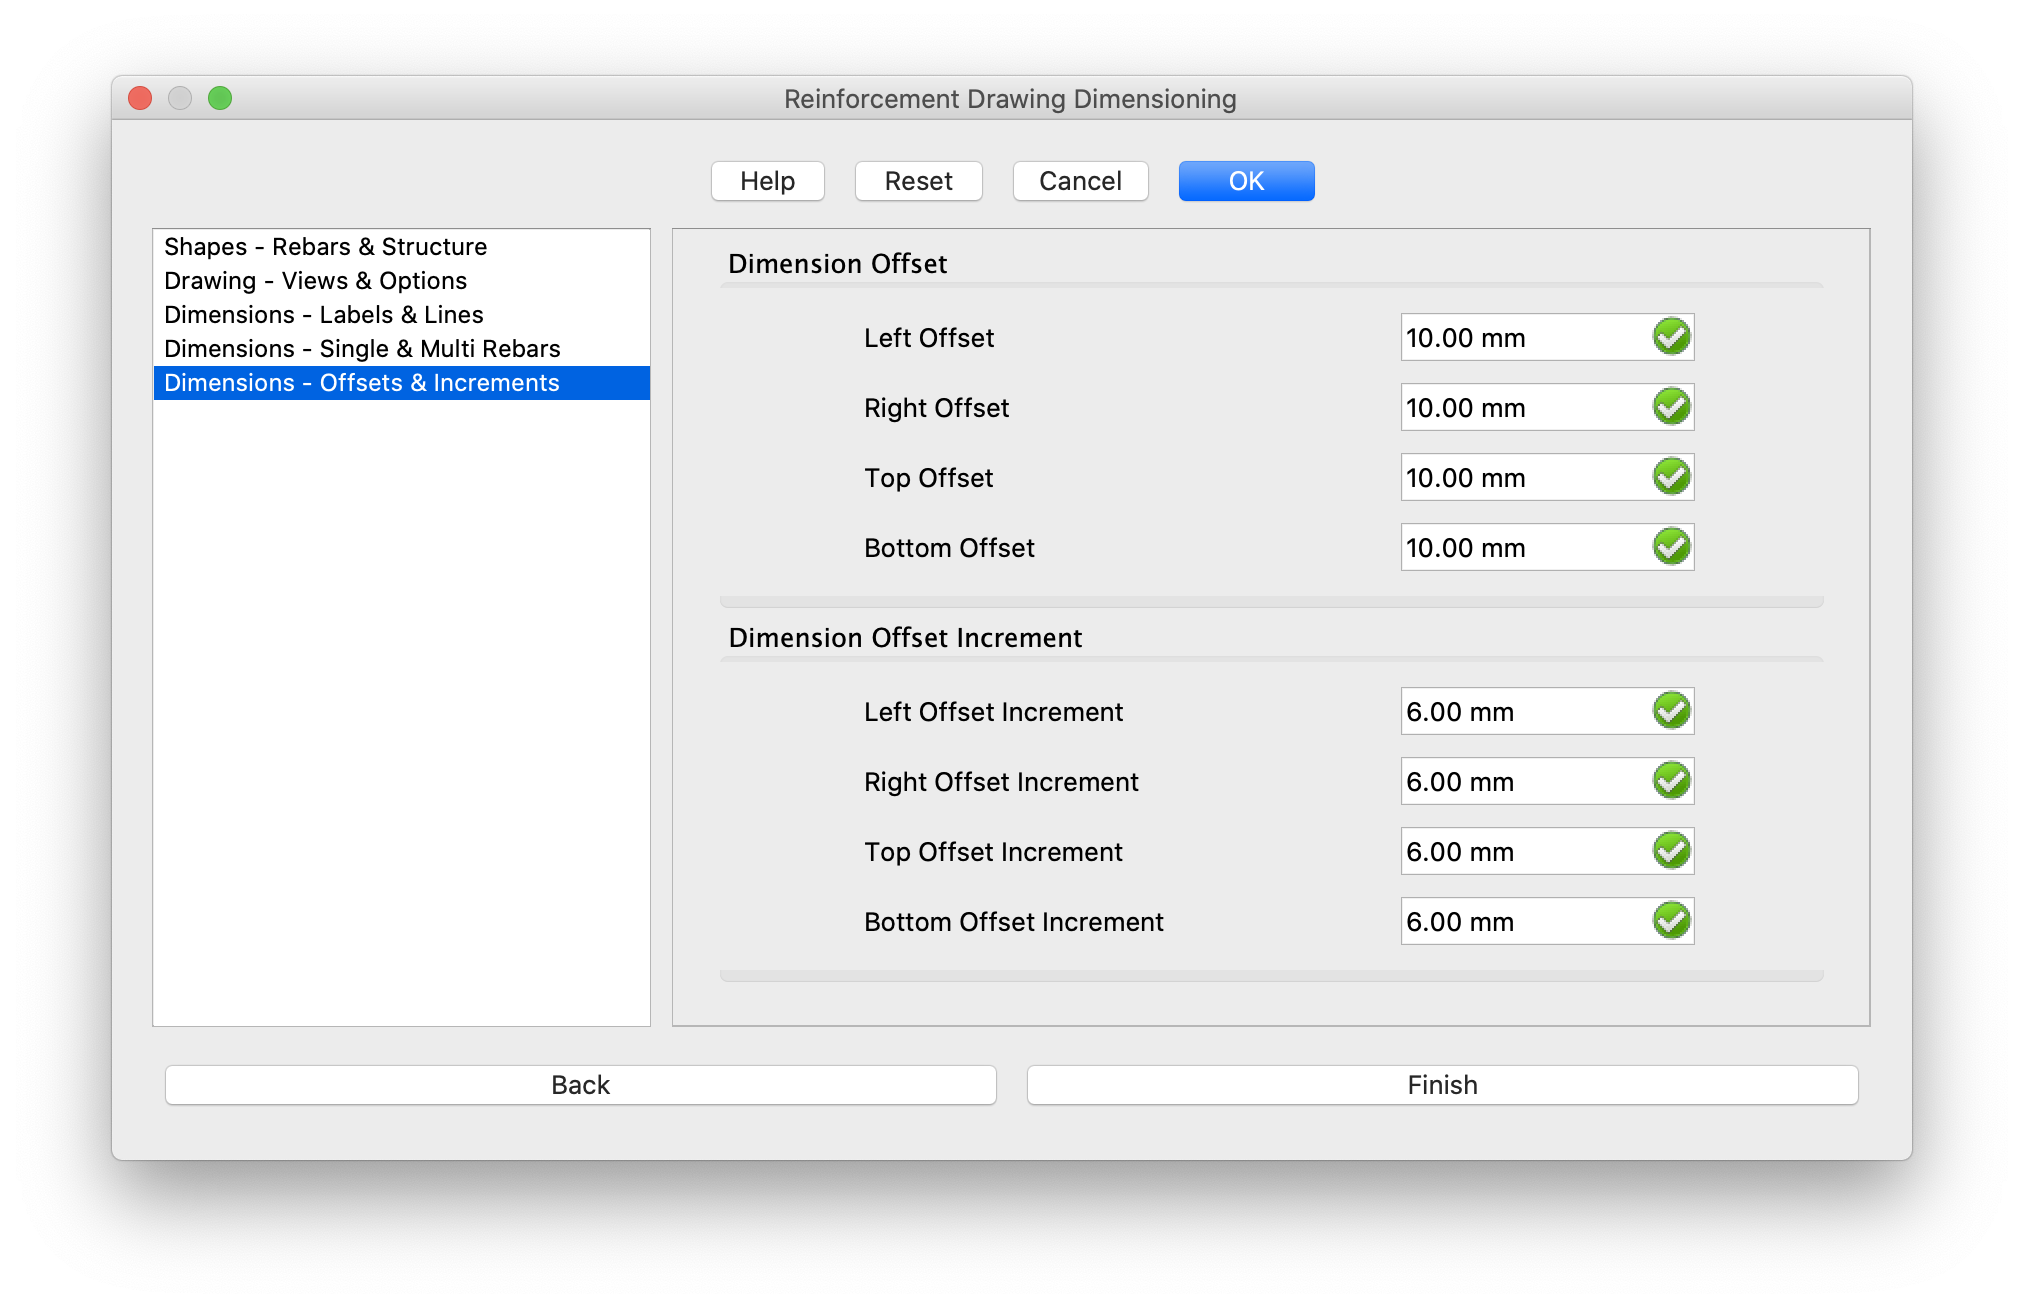 Reinforcement Drawing Dimensioning
Help Reset Cancel OK
Shapes - Rebars & Structure
Drawing - Views & Options
Dimensions - Labels & Lines
Dimensions - Single & Multi Rebars
Dimensions - Offsets & Increments
Dimension Offset
Left Offset 10.00 mm
Right Offset 10.00 mm
Top Offset 10.00 mm
Bottom Offset 10.00 mm
Dimension Offset Increment
Left Offset Increment 6.00 mm
Right Offset Increment 6.00 mm
Top Offset Increment 6.00 mm
Bottom Offset Increment 6.00 mm
Back Finish